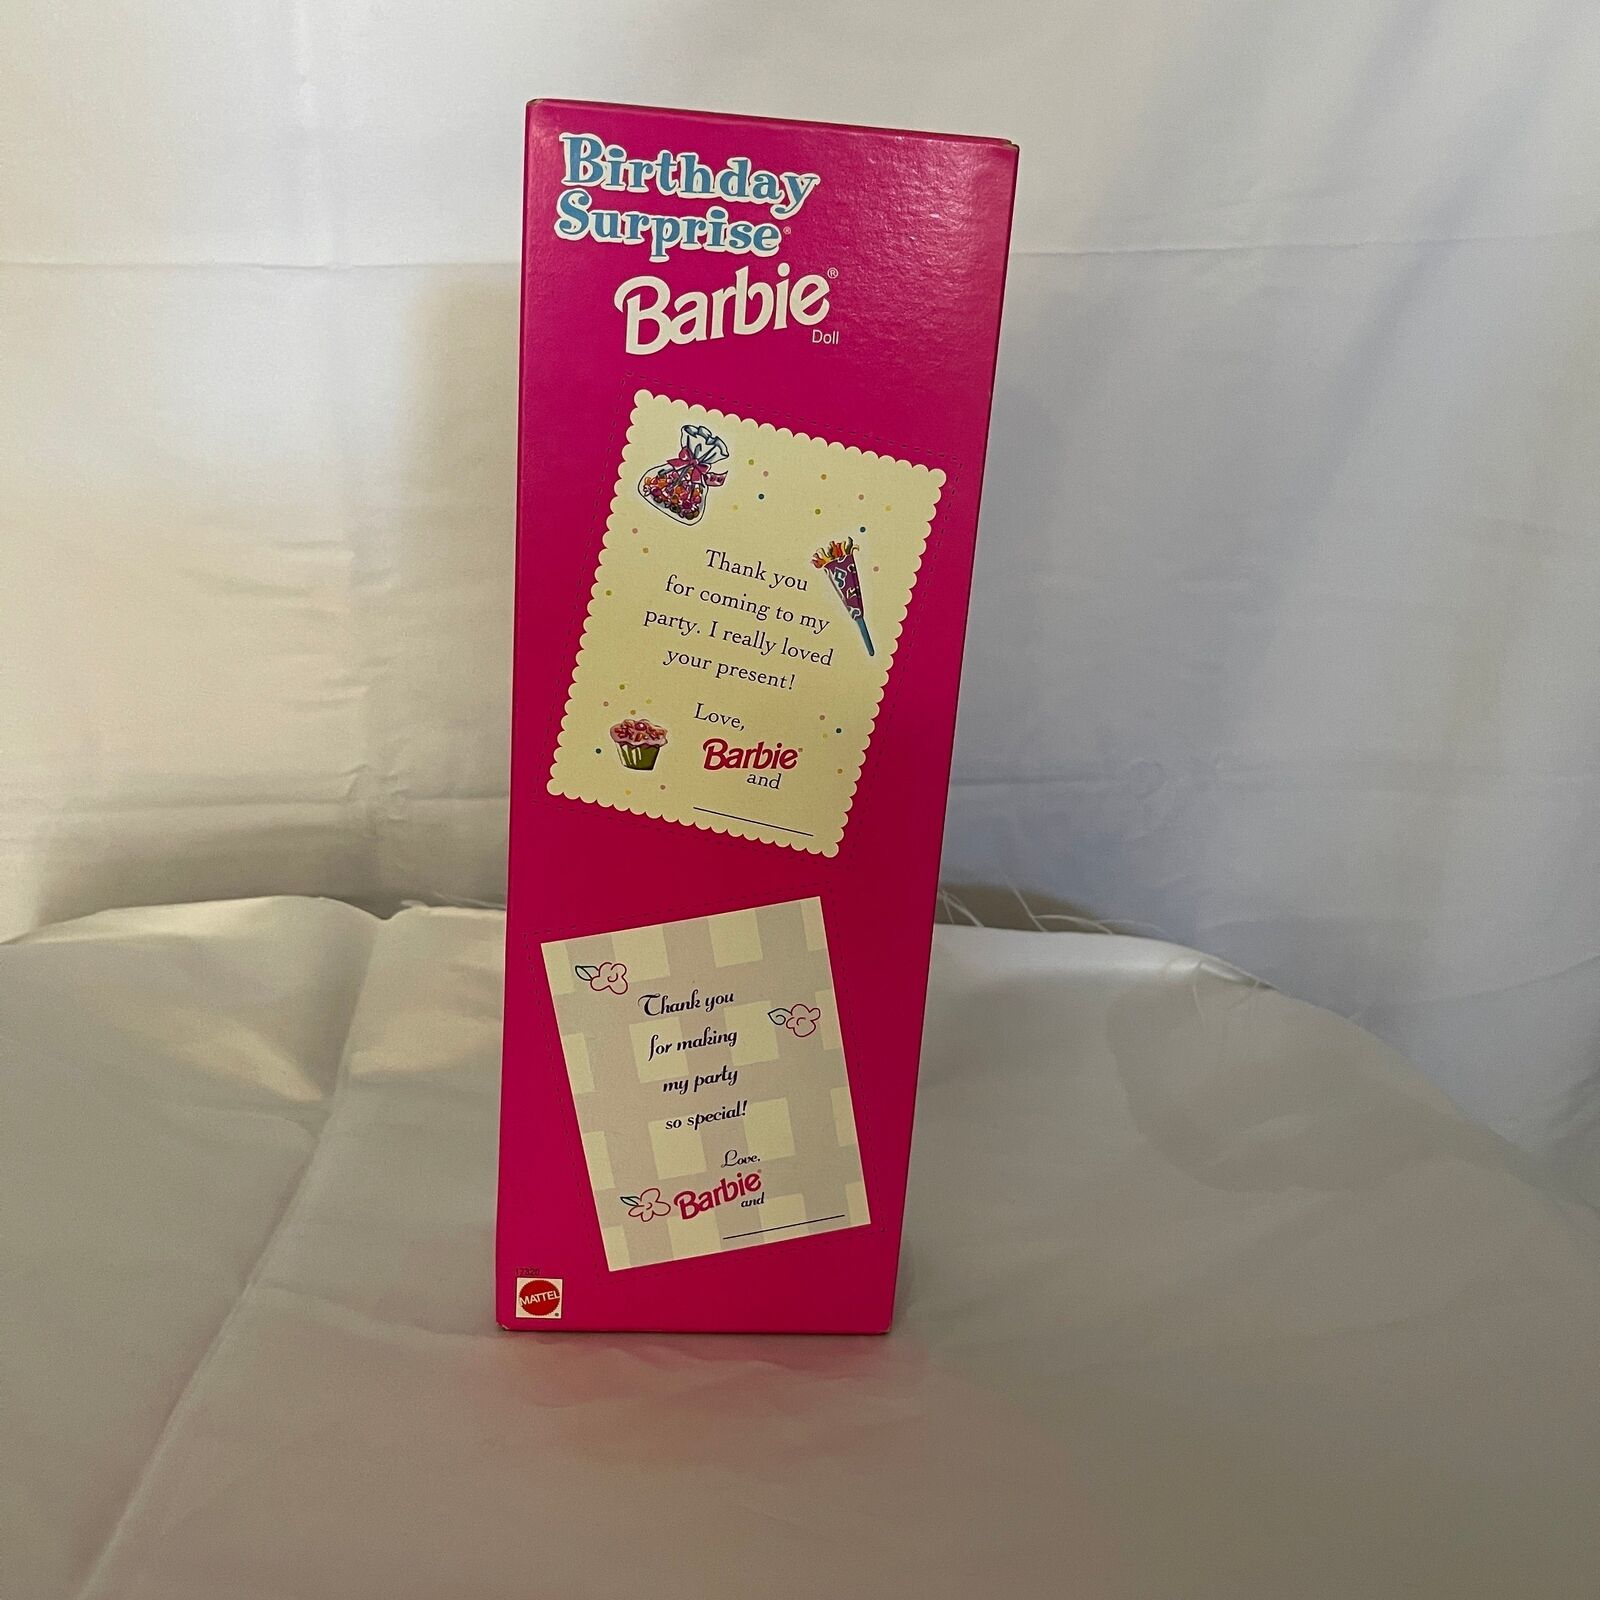 Birthday
Surprise®
Barbie®
Doll
Thank you
for coming to my
party. I really loved
your present!
Love,
Barbie®
and
Thank you
for making
my party
so special!
Love,
Barbie®
and
17320
MATTEL®